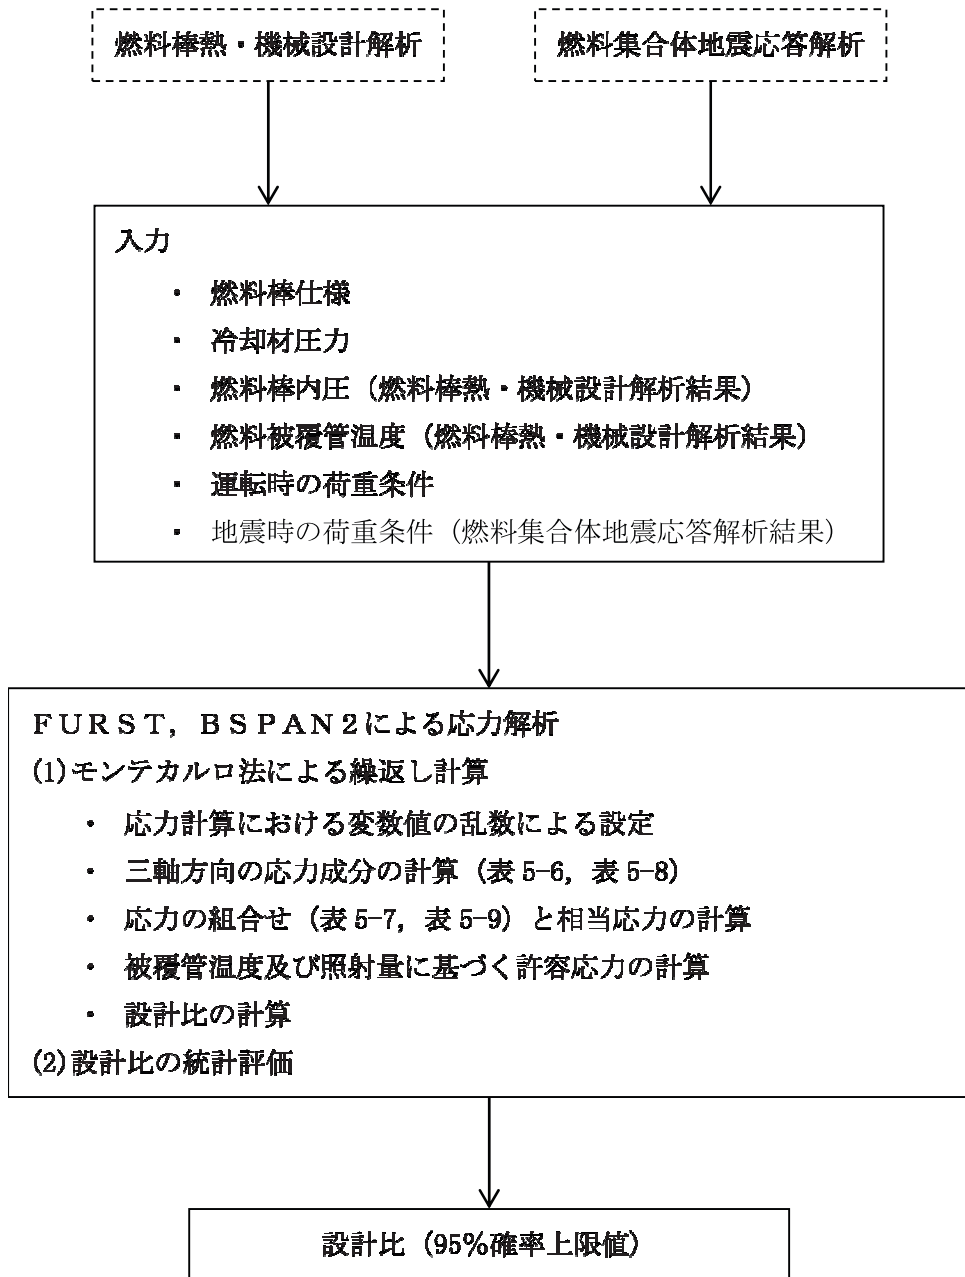 燃料棒熱・機械設計解析
燃料集合体地震応答解析
入力
・ 燃料棒仕様
・ 冷却材圧力
・ 燃料棒内圧（燃料棒熱・機械設計解析結果）
・ 燃料被覆管温度（燃料棒熱・機械設計解析結果）
・ 運転時の荷重条件
・ 地震時の荷重条件（燃料集合体地震応答解析結果）
ＦＵＲＳＴ，ＢＳＰＡＮ２による応力解析
(1)モンテカルロ法による繰返し計算
・ 応力計算における変数値の乱数による設定
・ 三軸方向の応力成分の計算（表 5-6，表 5-8）
・ 応力の組合せ（表 5-7，表 5-9）と相当応力の計算
・ 被覆管温度及び照射量に基づく許容応力の計算
・ 設計比の計算
(2)設計比の統計評価
設計比（95％確率上限値）